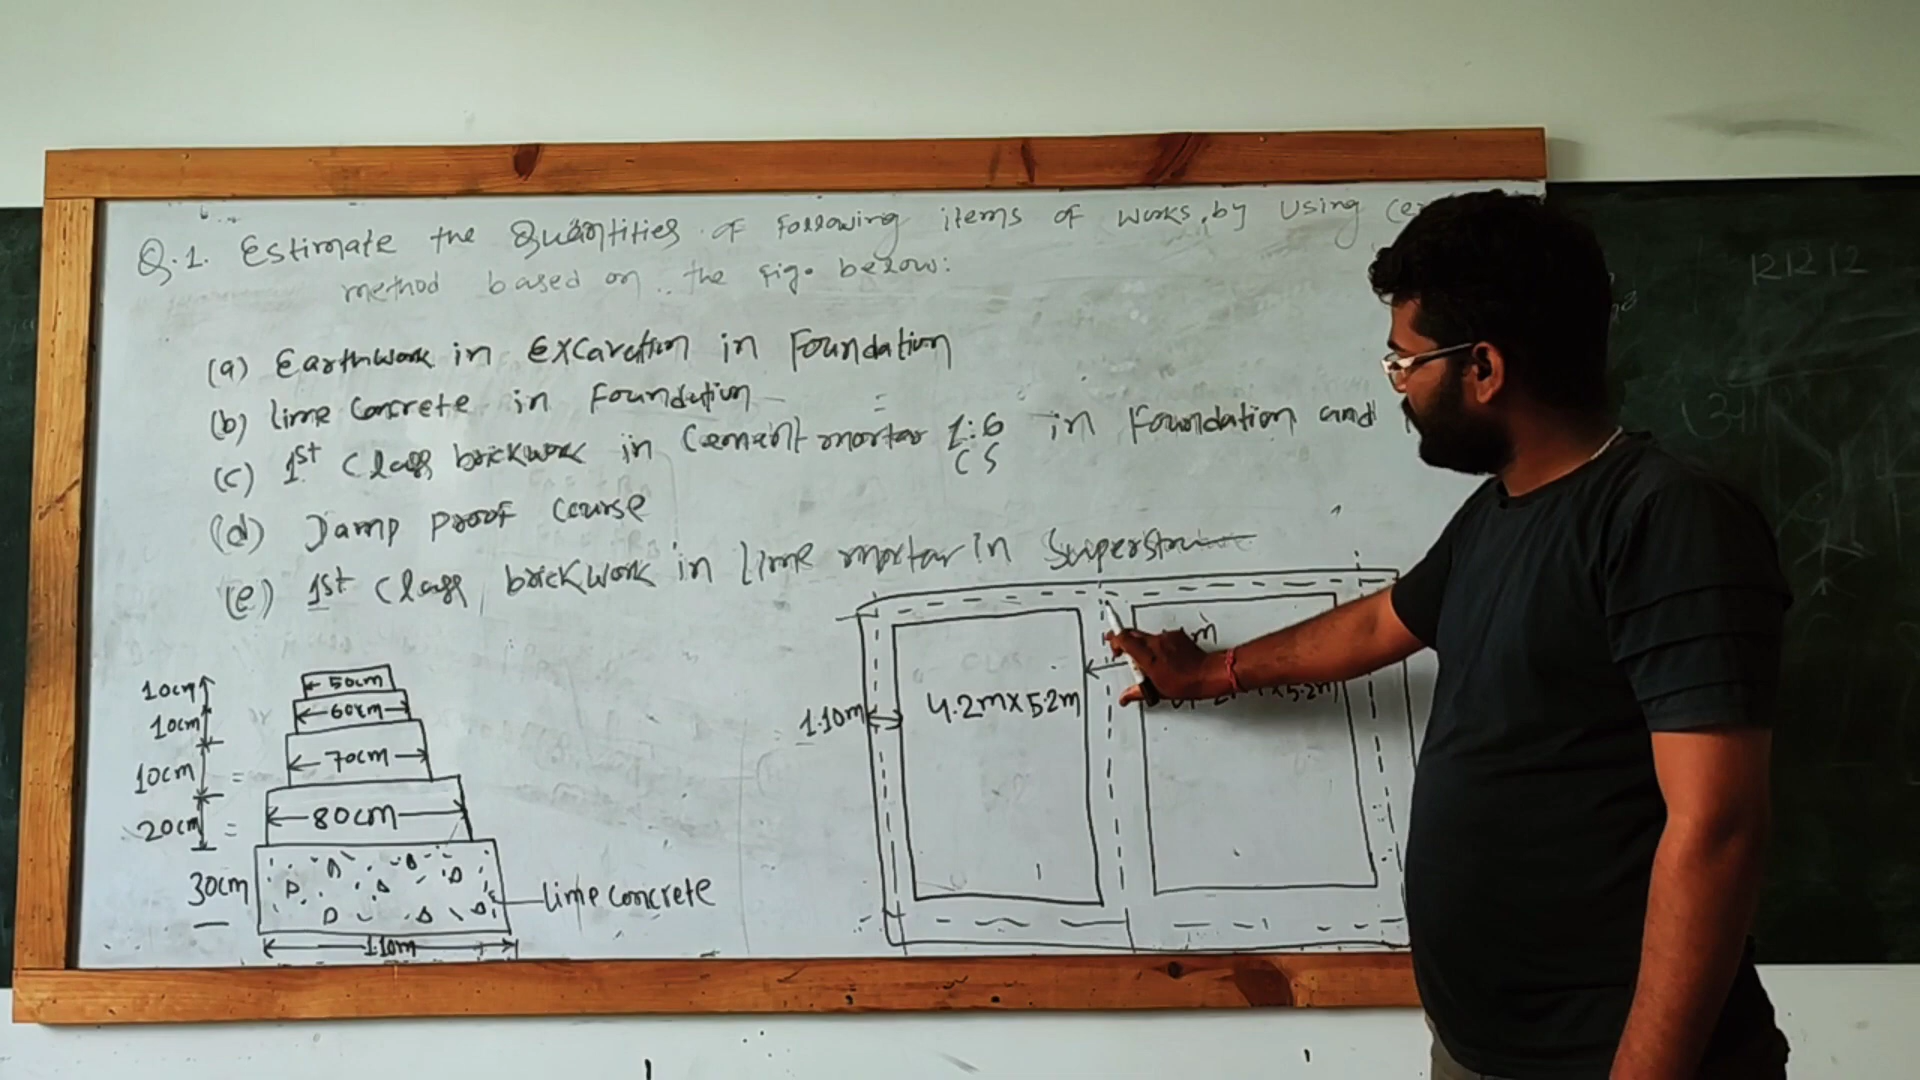 Q.1. Estimate the Quantities of Following items of works, by Using
method based on the fig. below:
(a) Earthwork in Excavation in Foundation
(b) lime Concrete in Foundation
(c) 1st Class brickwork in Cement mortar 1:6 in Foundation and
C S
(d) Damp Proof Course
(e) 1st Class brickwork in lime mortar in
10cm
50cm
10cm
60cm
10cm
70cm
20cm
80cm
30cm
lime concrete
1.10m
1.10m
4.2m x 5.2m